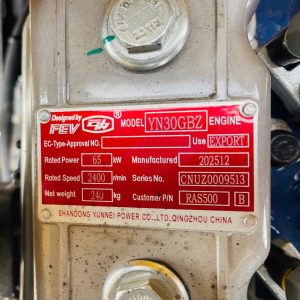 Designed by
FEV
MODEL YN30GBZ ENGINE
EC-Type-Approval NO. Use EXPORT
Rated Power 65 kw Manufactured 202512
Rated Speed 2400 r/min Series No. CNUZ0009513
Net weight 240 kg Customer P/N RAS500 B
SHANDONG YUNNEI POWER CO.,LTD.QINGZHOU CHINA